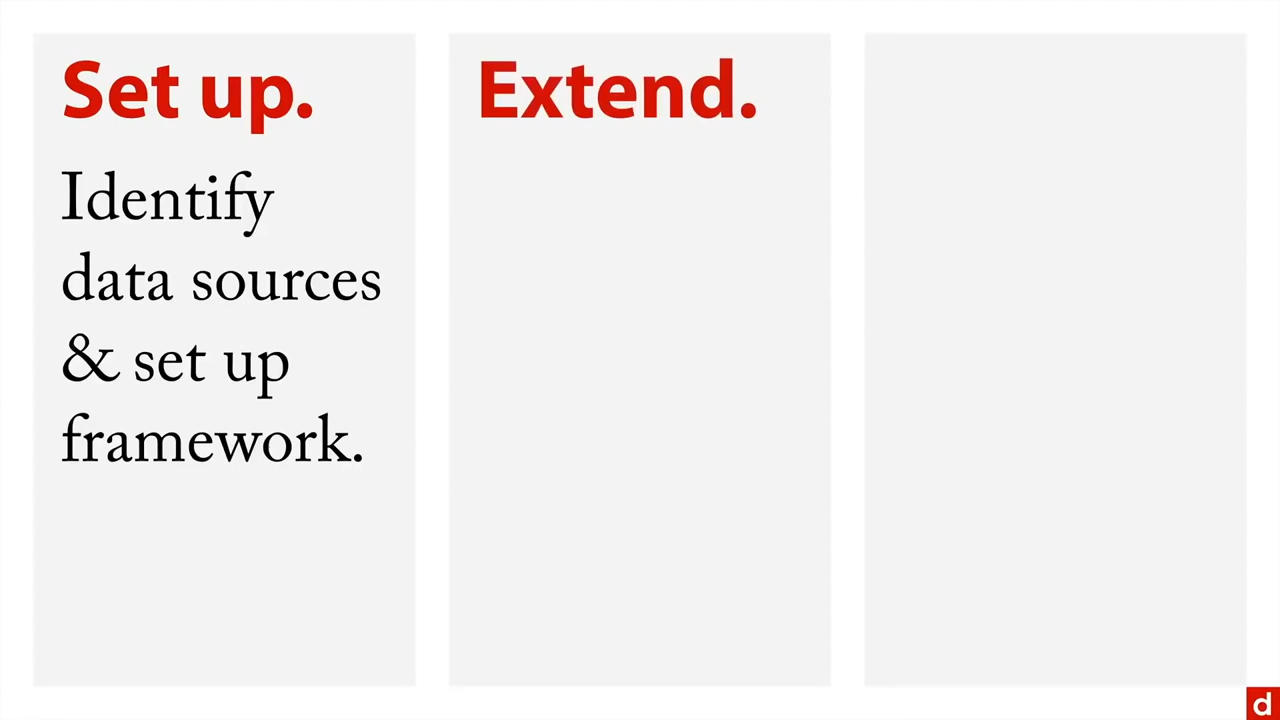 Set up.
Identify
data sources
& set up
framework.
Extend.
d